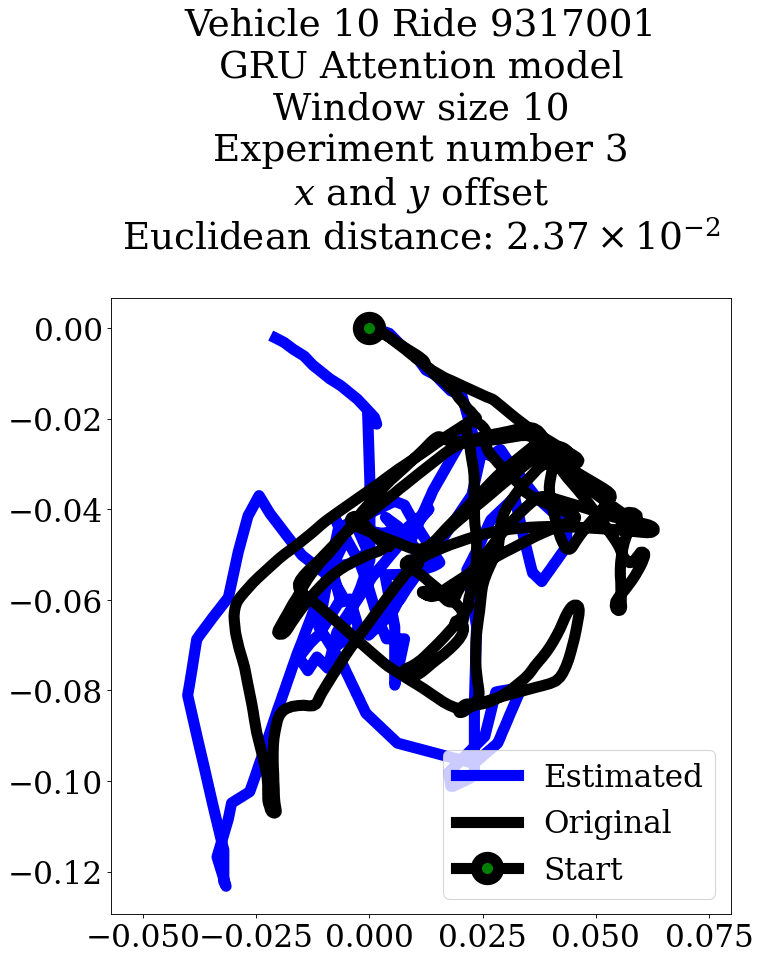 Vehicle 10 Ride 9317001
GRU Attention model
Window size 10
Experiment number 3
x and y offset
Euclidean distance: 2.37 × 10⁻²
0.00
−0.02
−0.04
−0.06
−0.08
−0.10
−0.12
Estimated
Original
Start
−0.050 −0.025 0.000 0.025 0.050 0.075